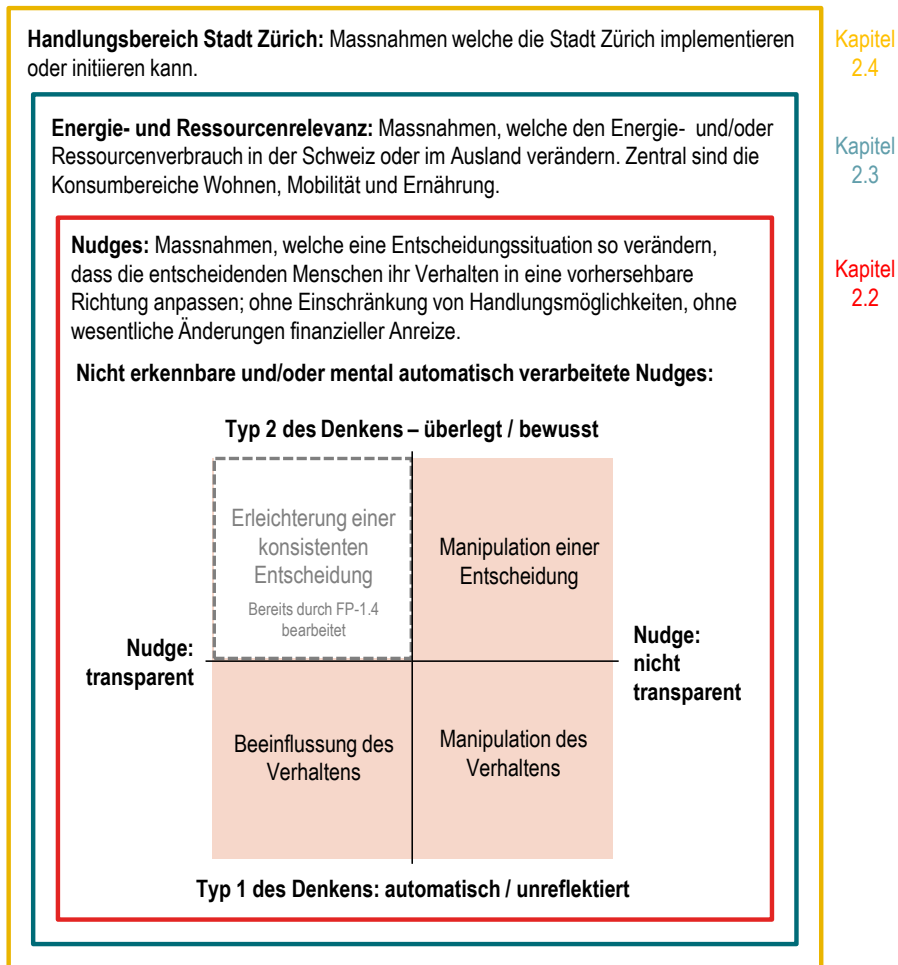 Handlungsbereich Stadt Zürich: Massnahmen welche die Stadt Zürich implementieren
oder initiieren kann.
Kapitel
2.4
Energie- und Ressourcenrelevanz: Massnahmen, welche den Energie- und/oder
Ressourcenverbrauch in der Schweiz oder im Ausland verändern. Zentral sind die
Konsumbereiche Wohnen, Mobilität und Ernährung.
Kapitel
2.3
Nudges: Massnahmen, welche eine Entscheidungssituation so verändern,
dass die entscheidenden Menschen ihr Verhalten in eine vorhersehbare
Richtung anpassen; ohne Einschränkung von Handlungsmöglichkeiten, ohne
wesentliche Änderungen finanzieller Anreize.
Kapitel
2.2
Nicht erkennbare und/oder mental automatisch verarbeitete Nudges:
Typ 2 des Denkens – überlegt / bewusst
Erleichterung einer
konsistenten
Entscheidung
Bereits durch FP-1.4
bearbeitet
Manipulation einer
Entscheidung
Nudge:
transparent
Nudge:
nicht
transparent
Beeinflussung des
Verhaltens
Manipulation des
Verhaltens
Typ 1 des Denkens: automatisch / unreflektiert